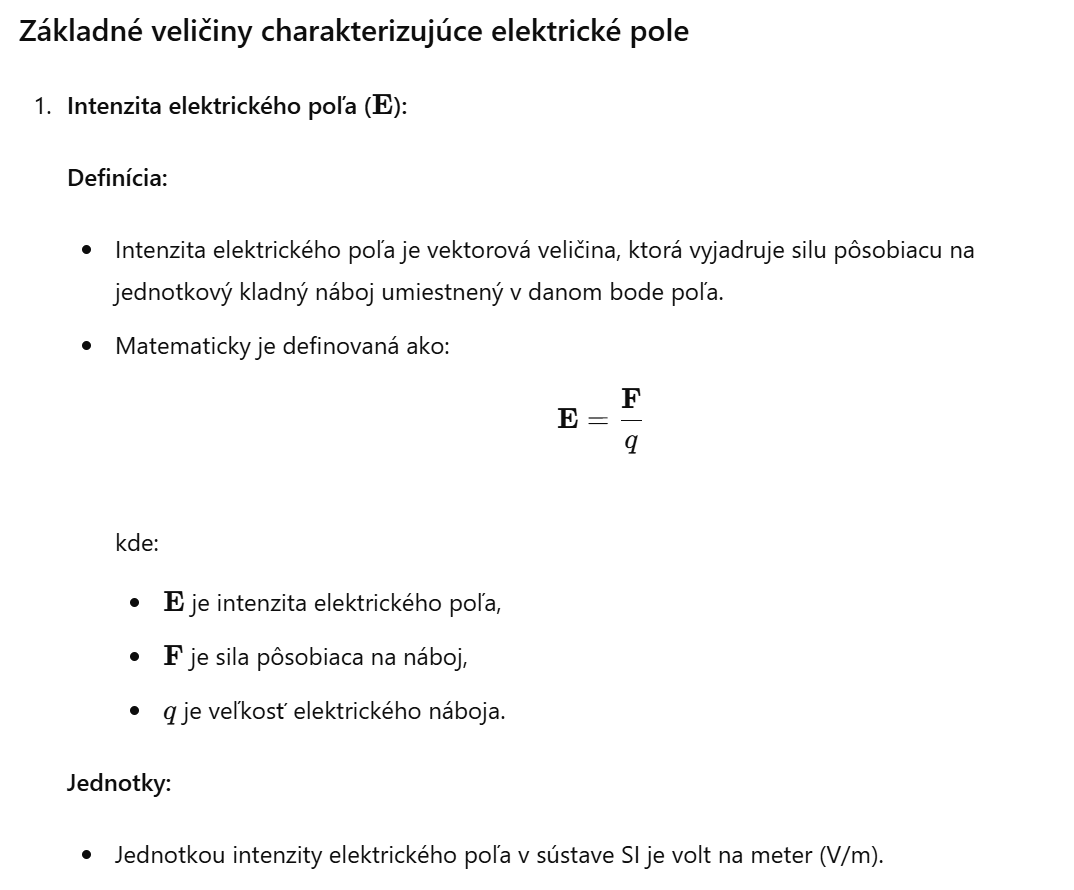 Základné veličiny charakterizujúce elektrické pole
1. Intenzita elektrického poľa (E):
Definícia:
• Intenzita elektrického poľa je vektorová veličina, ktorá vyjadruje silu pôsobiacu na
jednotkový kladný náboj umiestnený v danom bode poľa.
• Matematicky je definovaná ako:
E = F/q
kde:
• E je intenzita elektrického poľa,
• F je sila pôsobiaca na náboj,
• q je veľkosť elektrického náboja.
Jednotky:
• Jednotkou intenzity elektrického poľa v sústave SI je volt na meter (V/m).